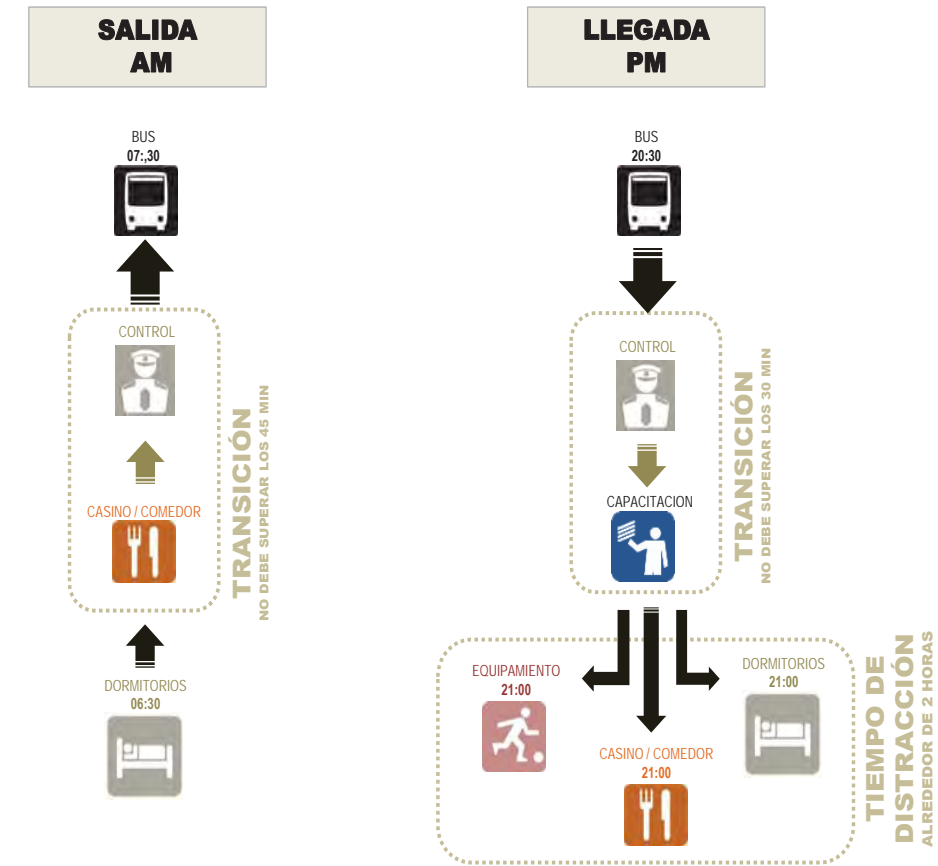 SALIDA
AM
BUS
07:,30
CONTROL
CASINO / COMEDOR
TRANSICIÓN
NO DEBE SUPERAR LOS 45 MIN
DORMITORIOS
06:30
LLEGADA
PM
BUS
20:30
CONTROL
CAPACITACION
TRANSICIÓN
NO DEBE SUPERAR LOS 30 MIN
EQUIPAMIENTO
21:00
CASINO / COMEDOR
21:00
DORMITORIOS
21:00
TIEMPO DE
DISTRACCIÓN
ALREDEDOR DE 2 HORAS